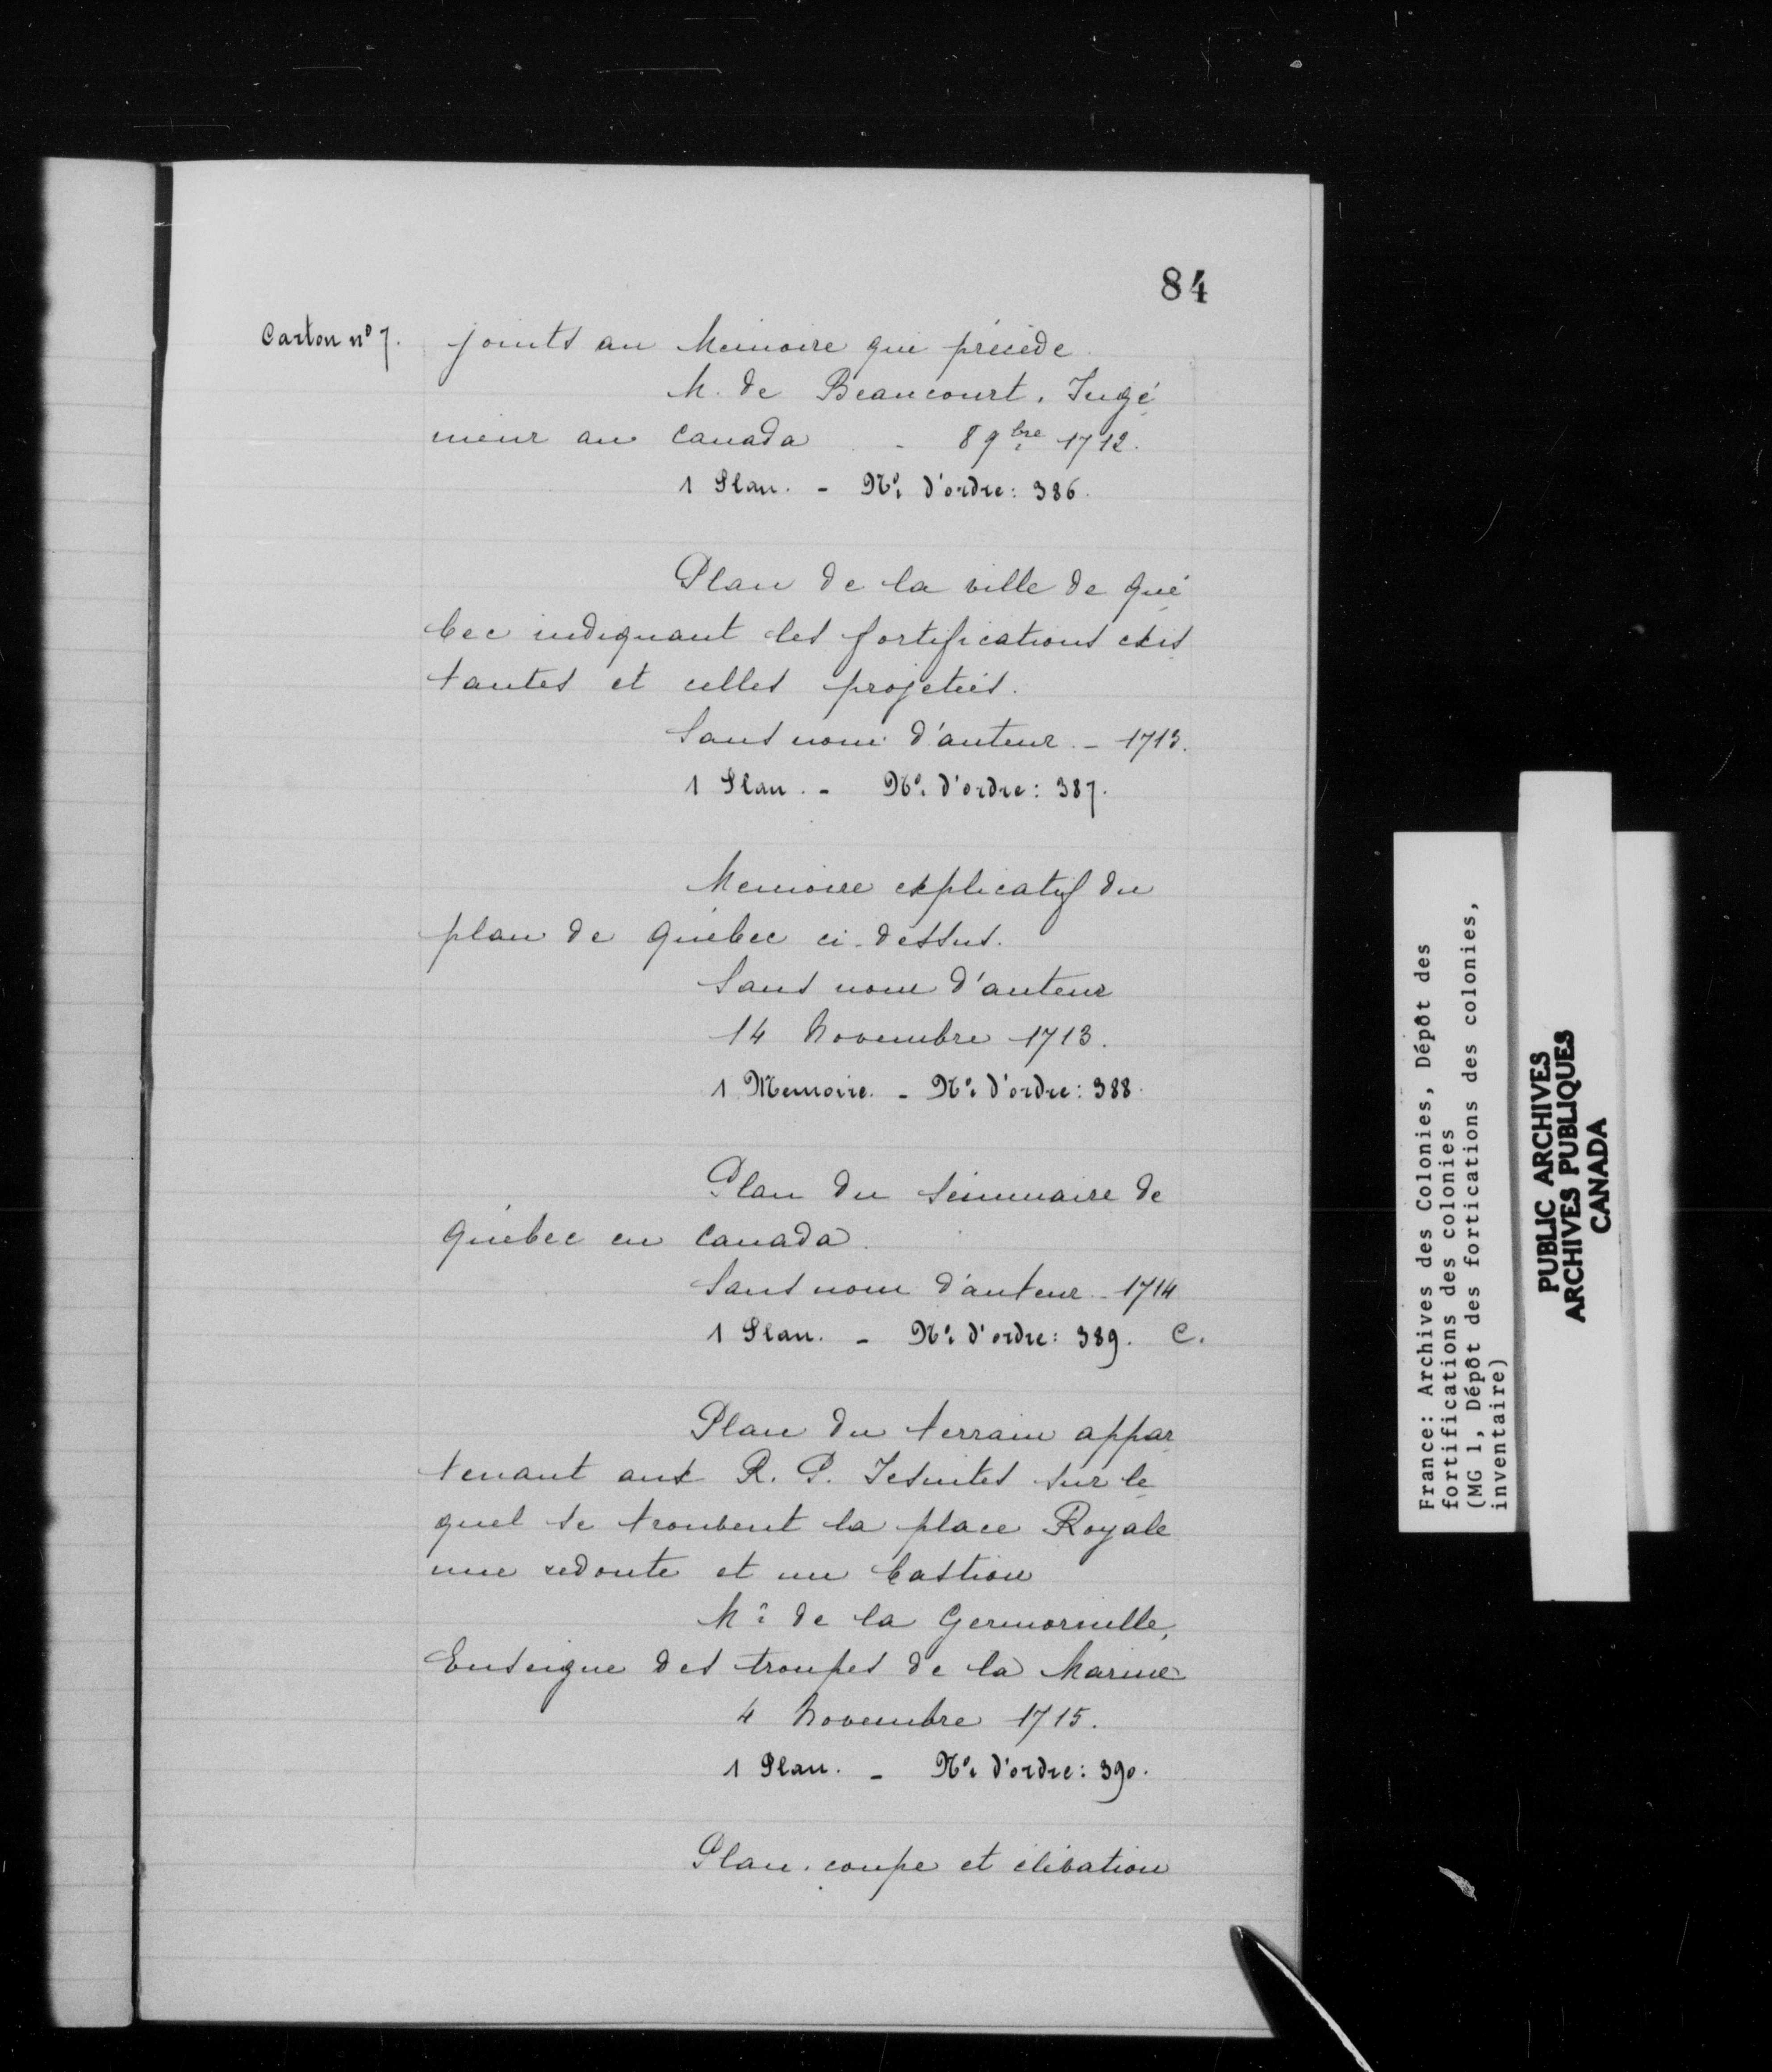 84
Carton nº 7. joints au Mémoire qui précède.
M. de Beaucourt, Ingé
nieur au Canada - 8 9bre 1712.
1 Plan. - Nº d'ordre: 386.
Plan de la ville de Qué
bec indiquant les fortifications exis
tantes et celles projetées.
Sans nom d'auteur. - 1713.
1 Plan. - Nº d'ordre: 387.
Memoire explicatif du
plan de Québec ci-dessus.
Sans nom d'auteur
14 Novembre 1713.
1 Memoire. - Nº d'ordre: 388.
Plan du Séminaire de
Québec en Canada.
Sans nom d'auteur. - 1714
1 Plan. - Nº d'ordre: 389. C.
Plan du terrain appar
tenant aux R. P. Jesuites sur le
quel se trouvent la place Royale
une redoute et un bastion
Mr de la Guermorville,
Enseigne des troupes de la Marine
4 Novembre 1715.
1 Plan. - Nº d'ordre: 390.
Plan, coupe et élévation
France: Archives des Colonies, Dépôt des
fortifications des colonies
(MG 1, Dépôt des fortications des colonies,
inventaire)
PUBLIC ARCHIVES
ARCHIVES PUBLIQUES
CANADA